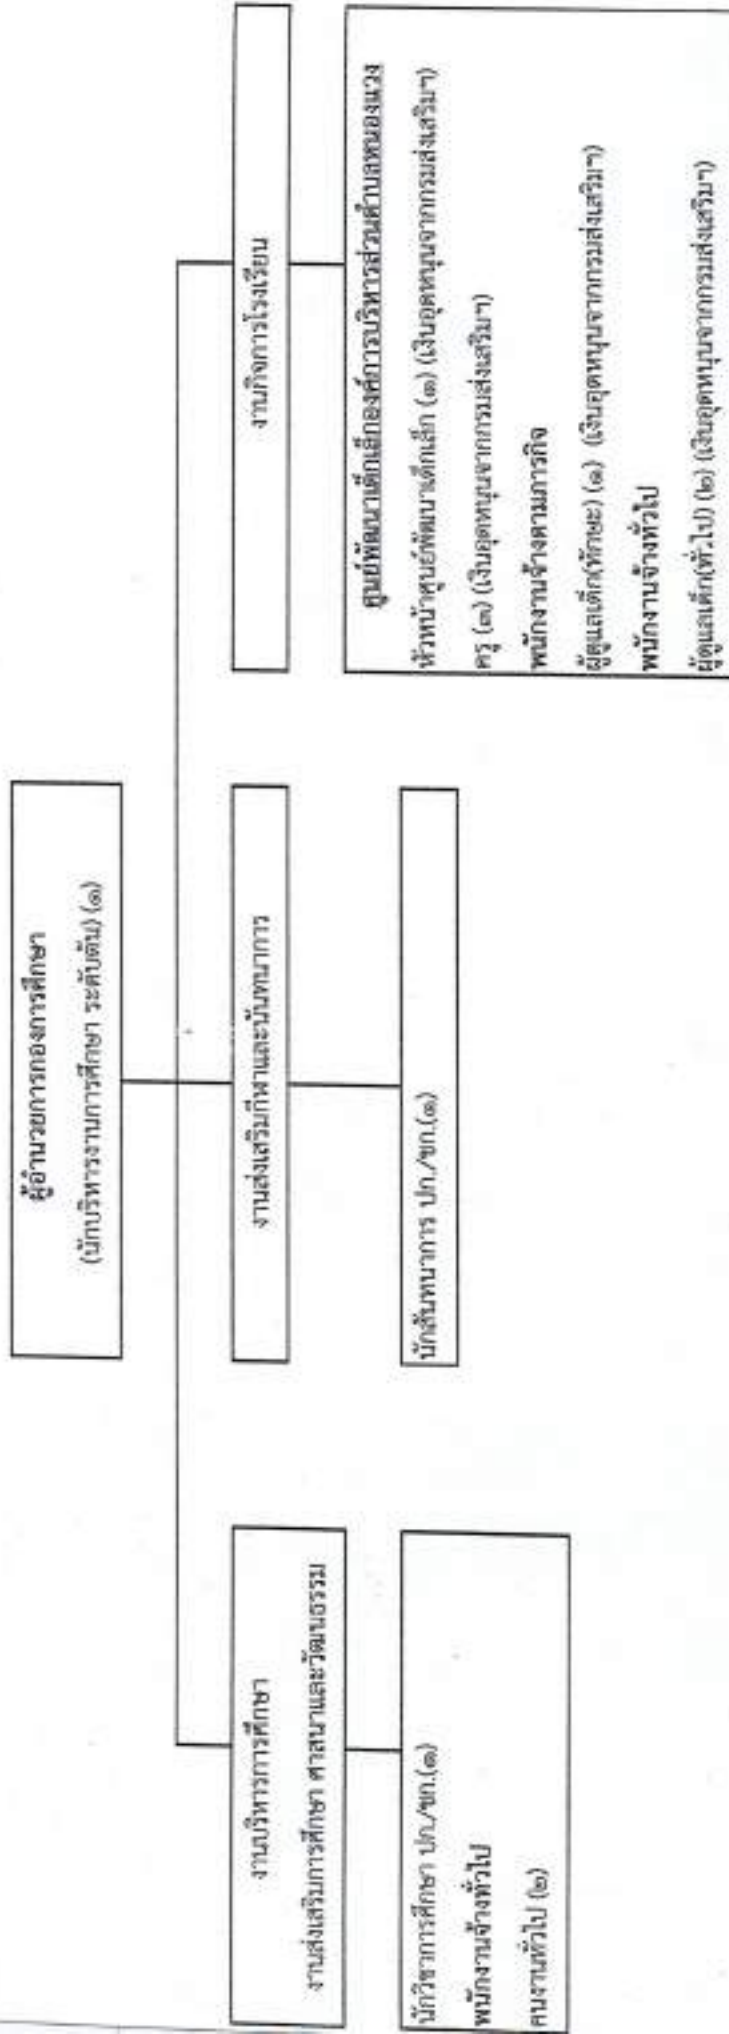 ผู้อำนวยการกองการศึกษา
(นักบริหารงานการศึกษา ระดับต้น) (๑)
งานบริหารการศึกษา
งานส่งเสริมการศึกษา ศาสนาและวัฒนธรรม
นักวิชาการศึกษา ปก./ชก.(๑)
พนักงานจ้างทั่วไป
คนงานทั่วไป (๒)
งานส่งเสริมกีฬาและนันทนาการ
นักสันทนาการ ปก./ชก.(๑)
งานกิจการโรงเรียน
ศูนย์พัฒนาเด็กเล็กองค์การบริหารส่วนตำบลหนองแวง
หัวหน้าศูนย์พัฒนาเด็กเล็ก (๑) (เงินอุดหนุนจากกรมส่งเสริมฯ)
ครู (๓) (เงินอุดหนุนจากกรมส่งเสริมฯ)
พนักงานจ้างตามภารกิจ
ผู้ดูแลเด็ก(ทักษะ) (๑) (เงินอุดหนุนจากกรมส่งเสริมฯ)
พนักงานจ้างทั่วไป
ผู้ดูแลเด็ก(ทั่วไป) (๒) (เงินอุดหนุนจากกรมส่งเสริมฯ)